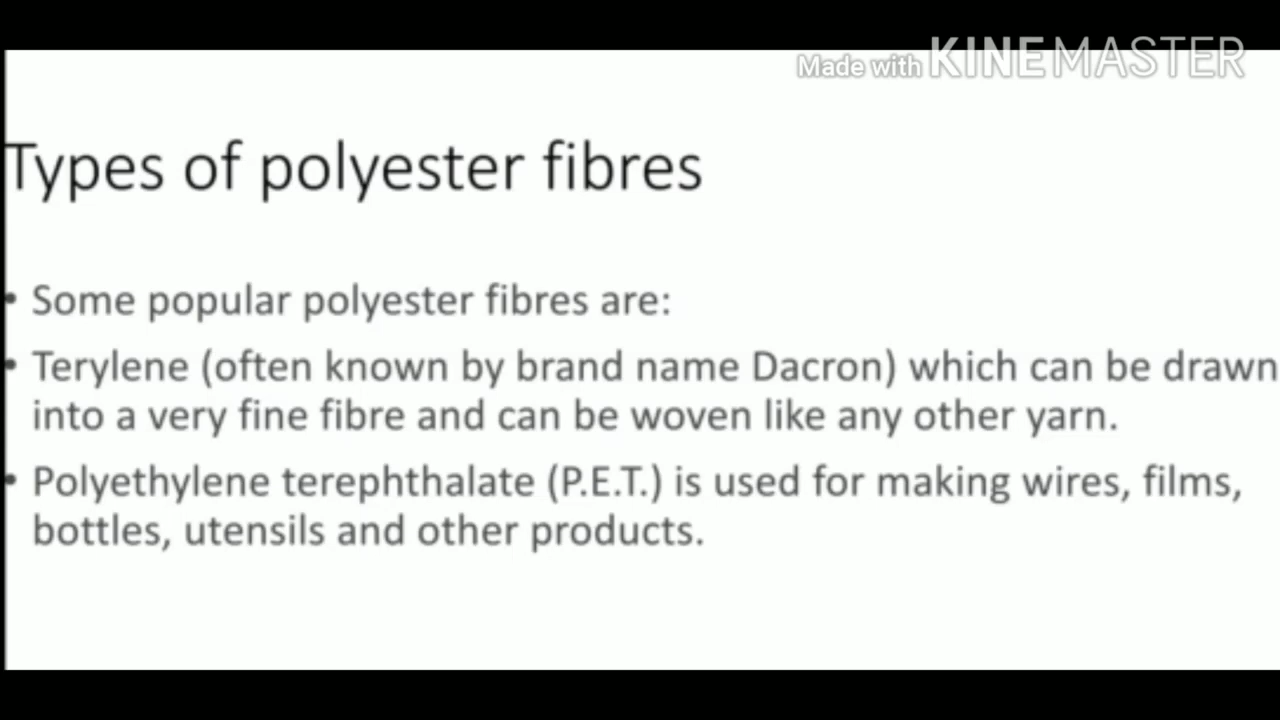 Made with KINEMASTER
Types of polyester fibres
• Some popular polyester fibres are:
• Terylene (often known by brand name Dacron) which can be drawn
into a very fine fibre and can be woven like any other yarn.
• Polyethylene terephthalate (P.E.T.) is used for making wires, films,
bottles, utensils and other products.